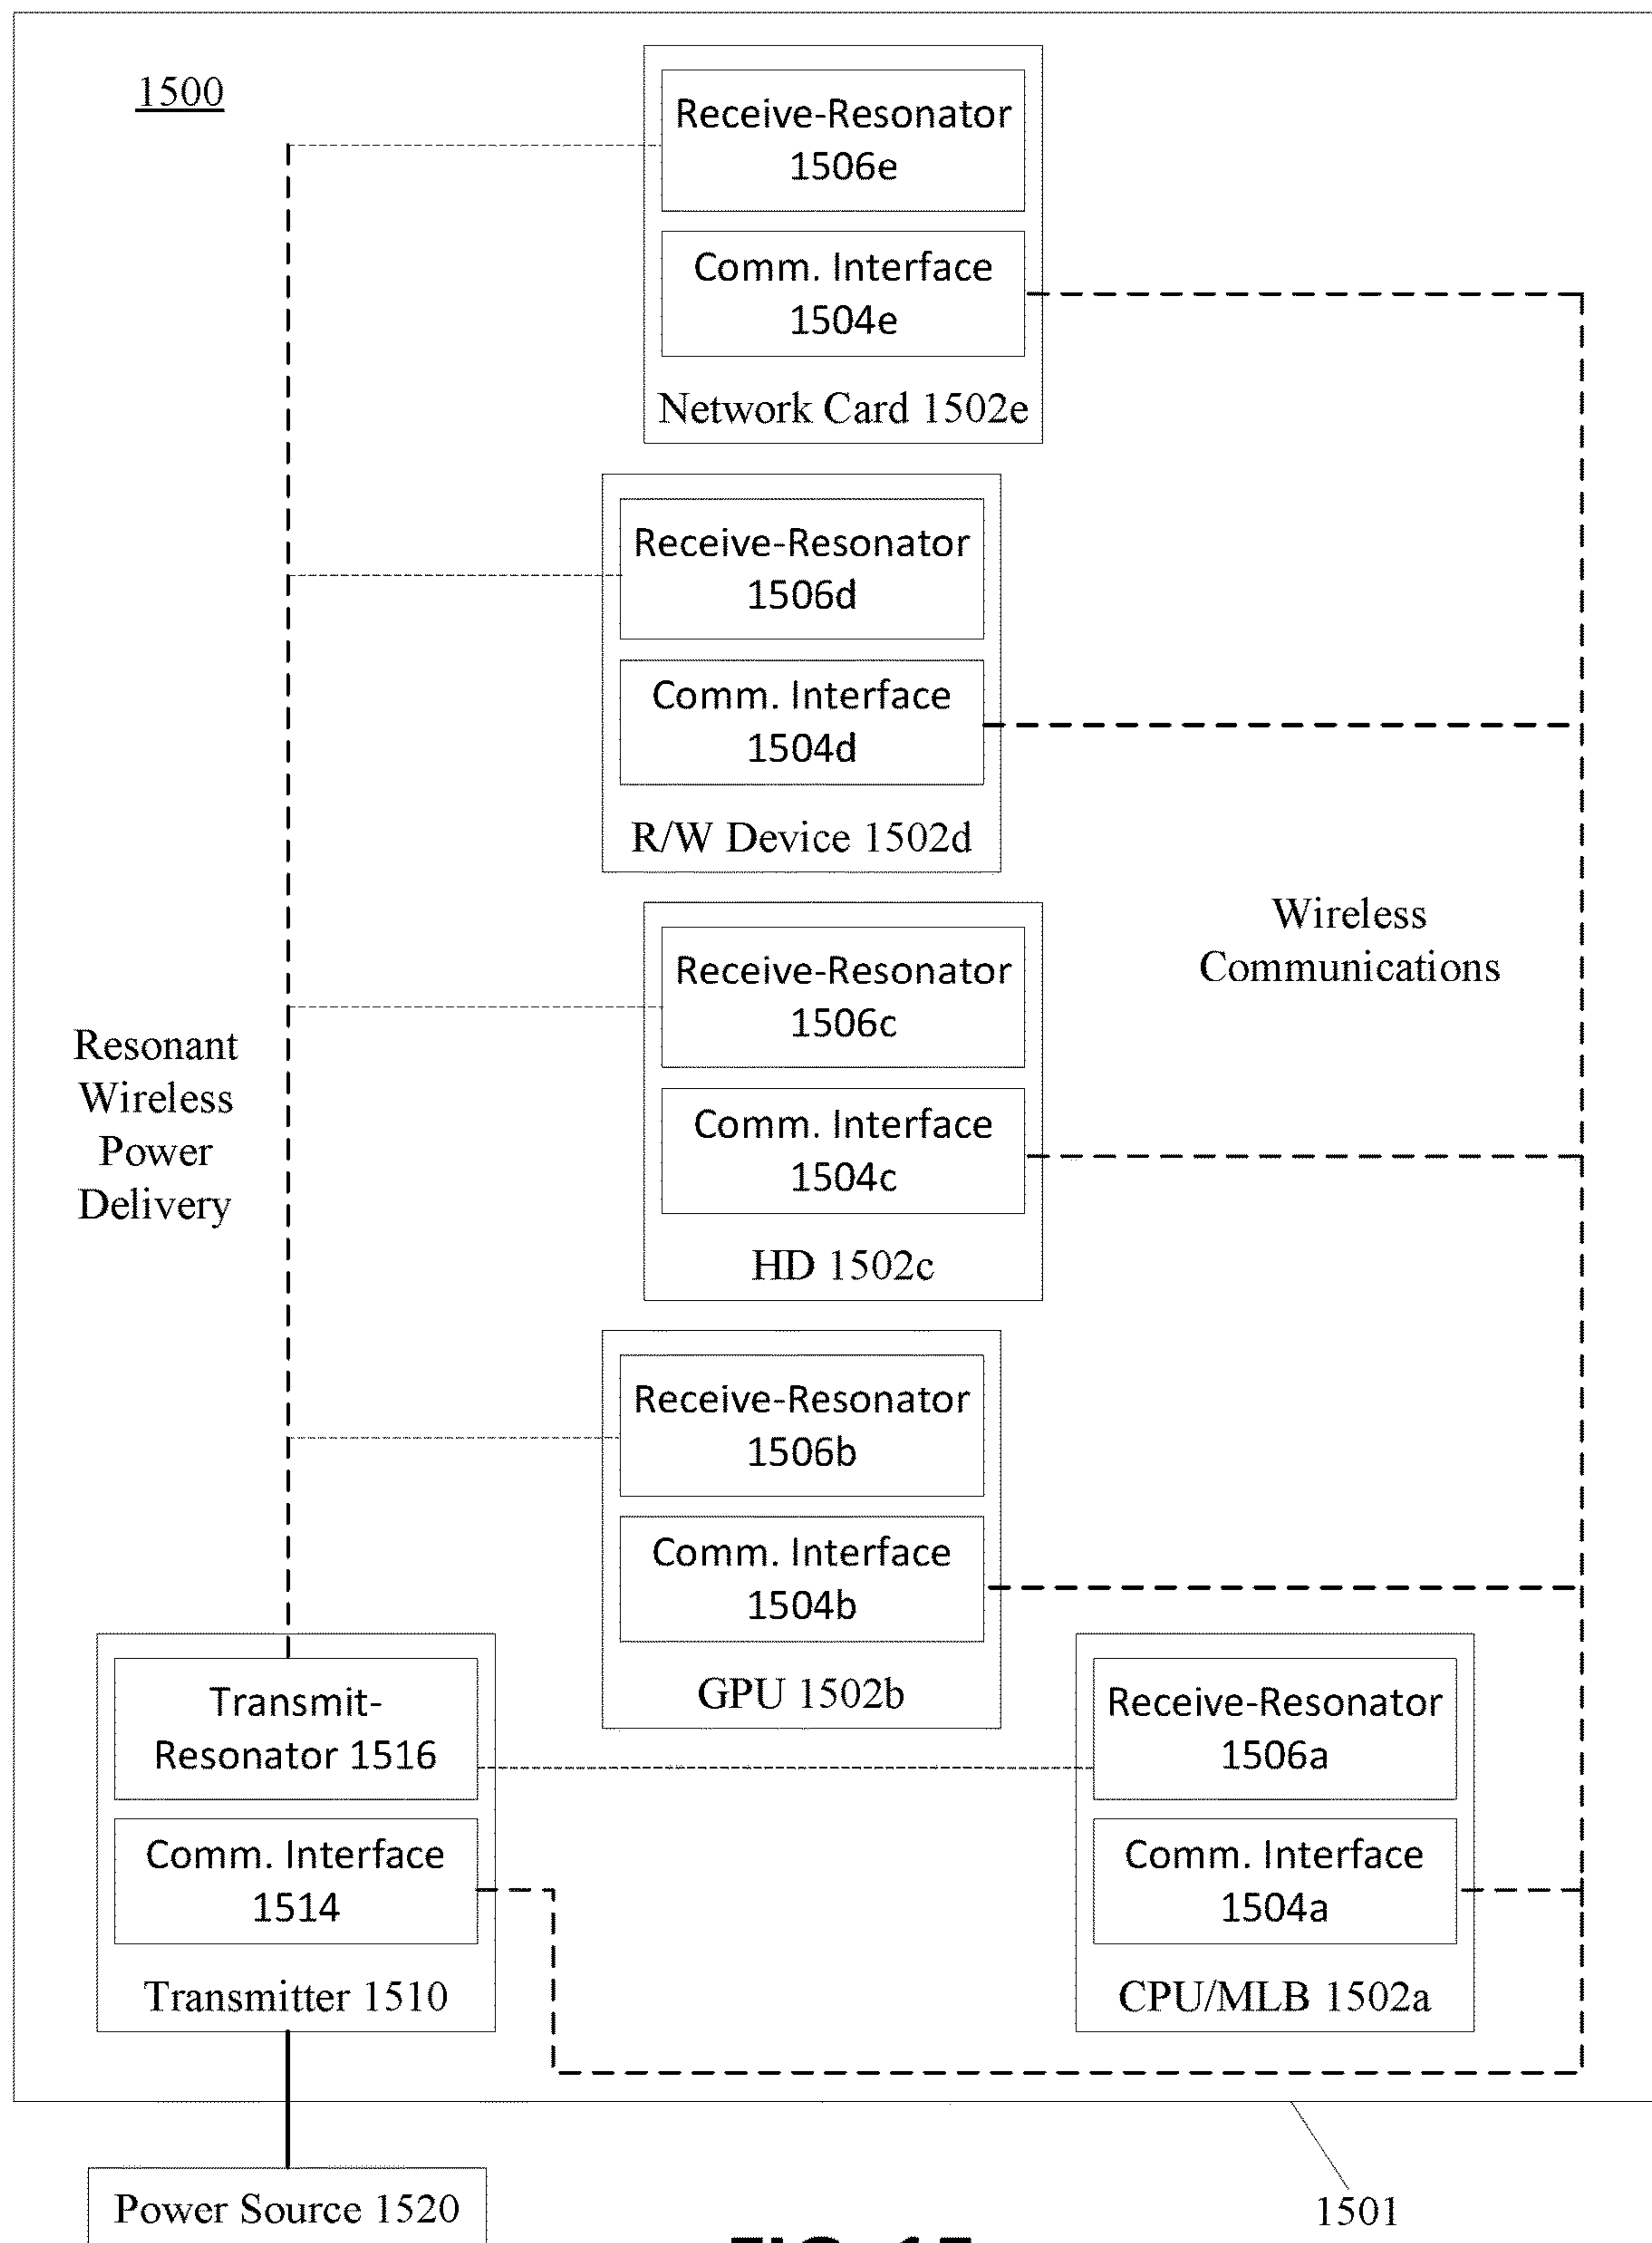 1500
Receive-Resonator
1506e
Comm. Interface
1504e
Network Card 1502e
Receive-Resonator
1506d
Comm. Interface
1504d
R/W Device 1502d
Wireless
Communications
Receive-Resonator
1506c
Comm. Interface
1504c
HD 1502c
Resonant
Wireless
Power
Delivery
Receive-Resonator
1506b
Comm. Interface
1504b
GPU 1502b
Transmit-
Resonator 1516
Comm. Interface
1514
Transmitter 1510
Receive-Resonator
1506a
Comm. Interface
1504a
CPU/MLB 1502a
Power Source 1520
1501